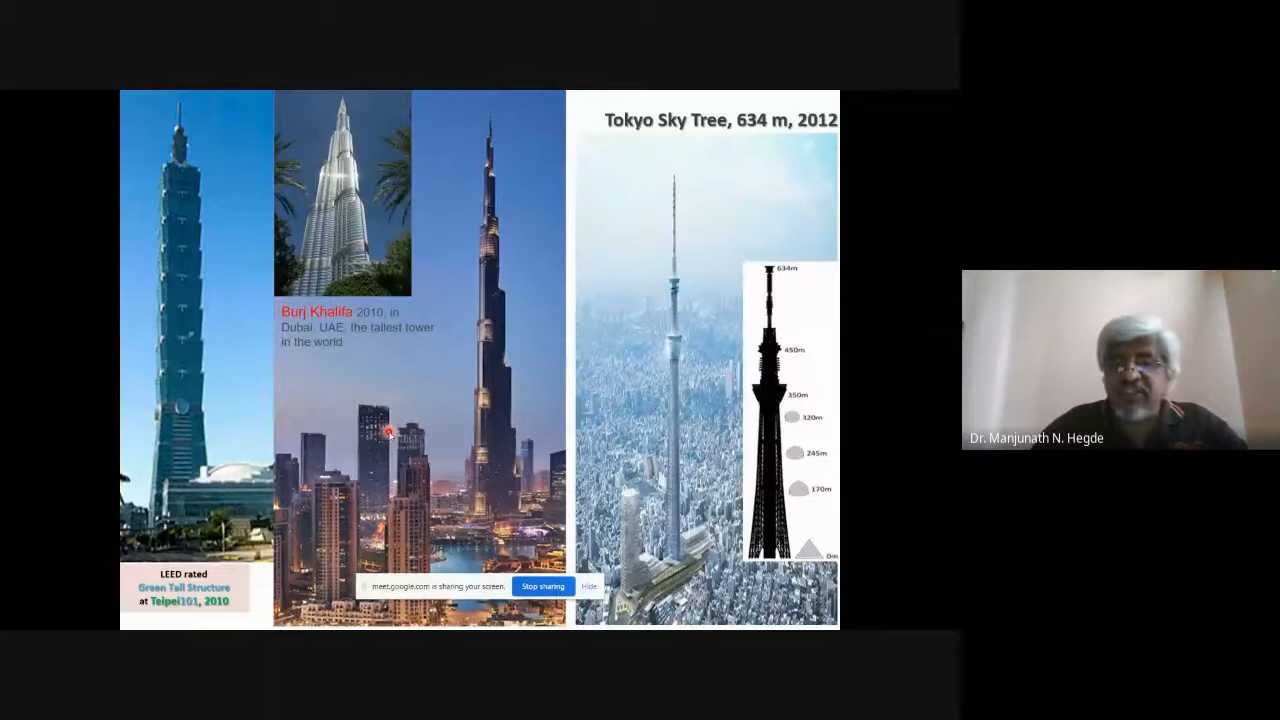 LEED rated
Green Tall Structure
at Teipei101, 2010
Burj Khalifa 2010, in
Dubai, UAE, the tallest tower
in the world
Tokyo Sky Tree, 634 m, 2012
634m
450m
350m
320m
245m
170m
0m
meet.google.com is sharing your screen.
Stop sharing
Hide
Dr. Manjunath N. Hegde